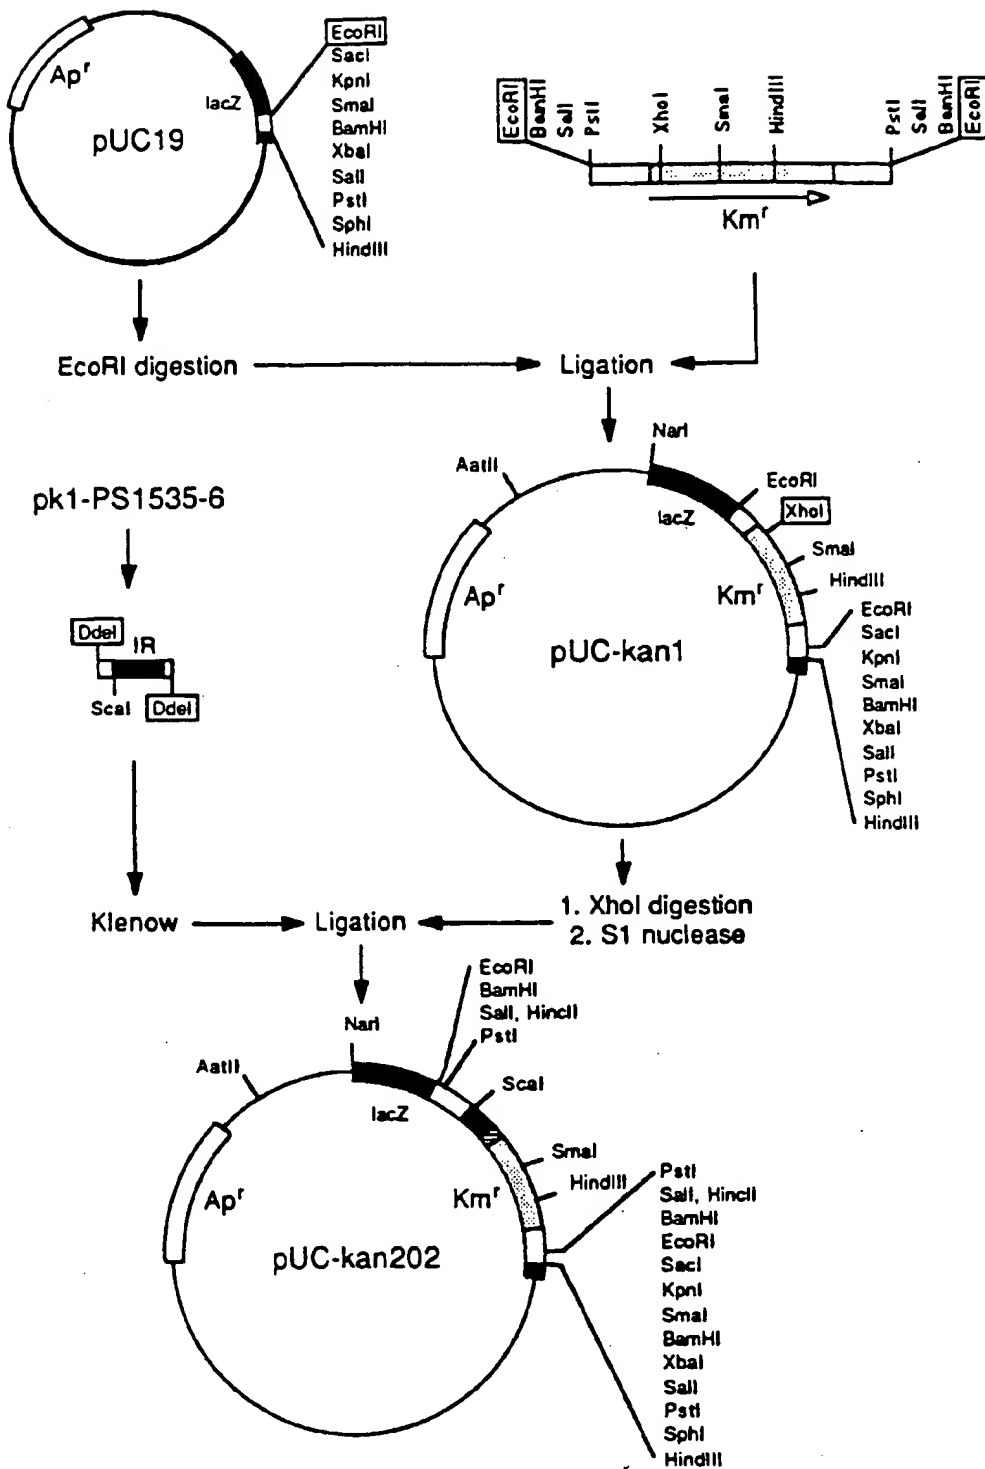 Apr
lacZ
pUC19
EcoRI
SacI
KpnI
SmaI
BamHI
XbaI
SalI
PstI
SphI
HindIII
EcoRI
BamHI
SalI
PstI
XhoI
SmaI
HindIII
PstI
SalI
BamHI
EcoRI
Kmr
EcoRI digestion
Ligation
pk1-PS1535-6
DdeI
IR
ScaI
DdeI
NarI
AatII
EcoRI
lacZ
XhoI
SmaI
HindIII
Apr
Kmr
pUC-kan1
EcoRI
SacI
KpnI
SmaI
BamHI
XbaI
SalI
PstI
SphI
HindIII
Klenow
Ligation
1. XhoI digestion
2. S1 nuclease
EcoRI
BamHI
SalI, HincII
PstI
NarI
AatII
lacZ
ScaI
SmaI
HindIII
Apr
Kmr
pUC-kan202
PstI
SalI, HincII
BamHI
EcoRI
SacI
KpnI
SmaI
BamHI
XbaI
SalI
PstI
SphI
HindIII